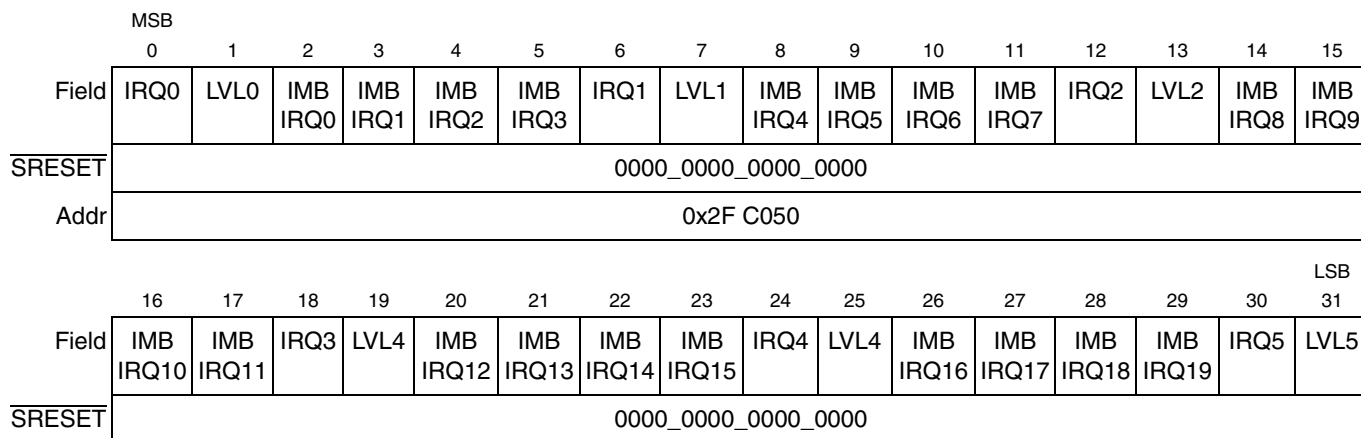 MSB
0 1 2 3 4 5 6 7 8 9 10 11 12 13 14 15
Field IRQ0 LVL0 IMB IMB IMB IMB IRQ1 LVL1 IMB IMB IMB IMB IRQ2 LVL2 IMB IMB
IRQ0 IRQ1 IRQ2 IRQ3 IRQ4 IRQ5 IRQ6 IRQ7 IRQ8 IRQ9
SRESET 0000_0000_0000_0000
Addr 0x2F C050
LSB
16 17 18 19 20 21 22 23 24 25 26 27 28 29 30 31
Field IMB IMB IRQ3 LVL4 IMB IMB IMB IMB IRQ4 LVL4 IMB IMB IMB IMB IRQ5 LVL5
IRQ10 IRQ11 IRQ12 IRQ13 IRQ14 IRQ15 IRQ16 IRQ17 IRQ18 IRQ19
SRESET 0000_0000_0000_0000